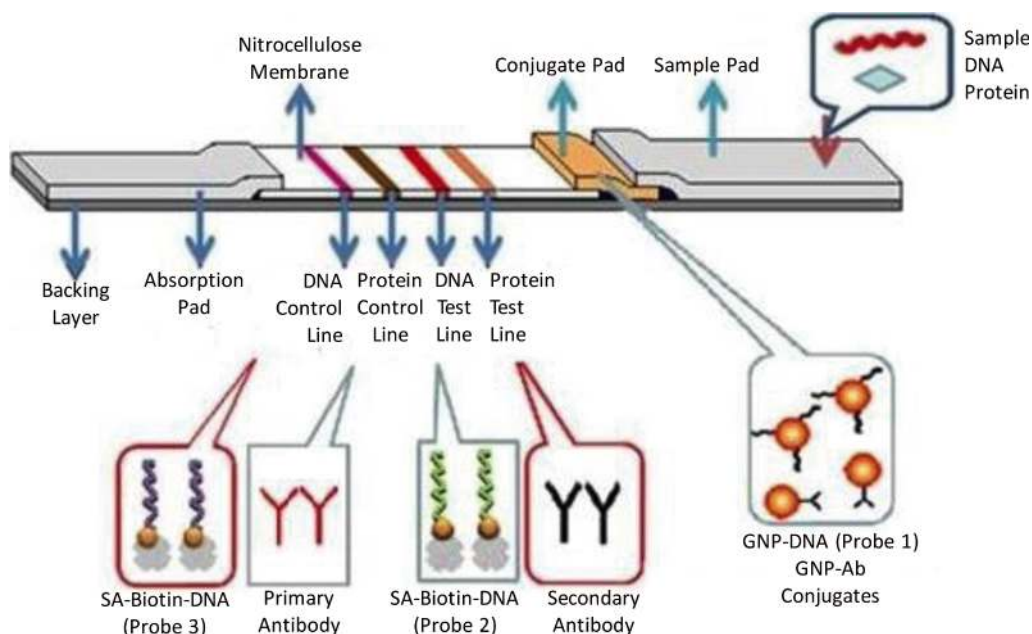 Nitrocellulose
Membrane
Conjugate Pad
Sample Pad
Sample
DNA
Protein
Backing
Layer
Absorption
Pad
DNA
Control
Line
Protein
Control
Line
DNA
Test
Line
Protein
Test
Line
SA-Biotin-DNA
(Probe 3)
Primary
Antibody
SA-Biotin-DNA
(Probe 2)
Secondary
Antibody
GNP-DNA (Probe 1)
GNP-Ab
Conjugates